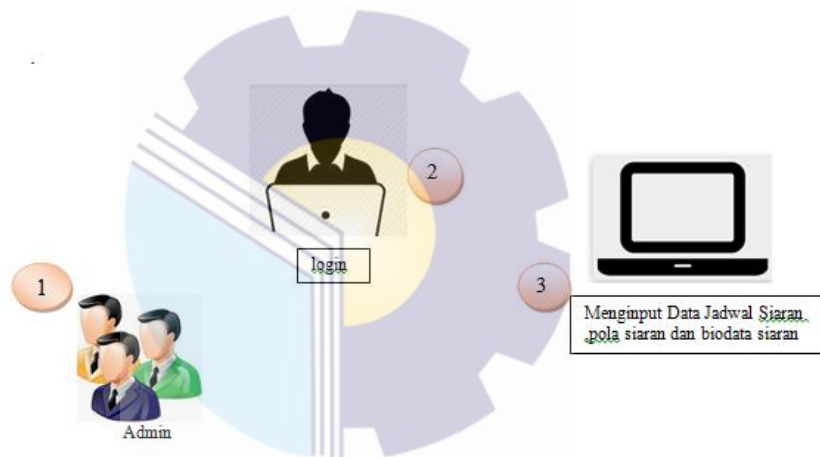 1
Admin
2
login
3
Menginput Data Jadwal Siaran
,pola siaran dan biodata siaran